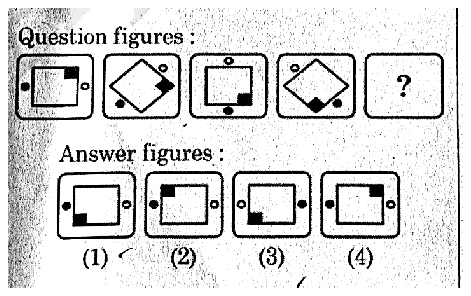 Question figures :
?
Answer figures :
(1) (2) (3) (4)